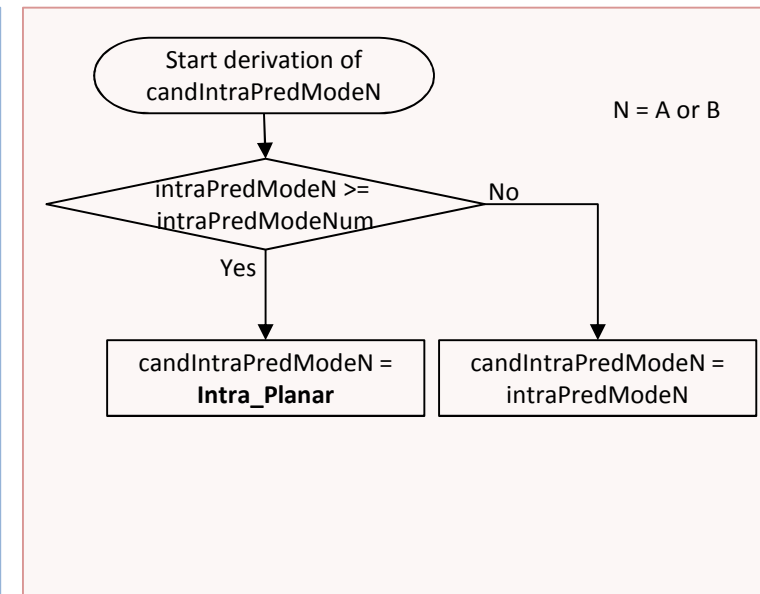 Start derivation of
candIntraPredModeN
N = A or B
intraPredModeN >=
intraPredModeNum
No
Yes
candIntraPredModeN =
Intra_Planar
candIntraPredModeN =
intraPredModeN